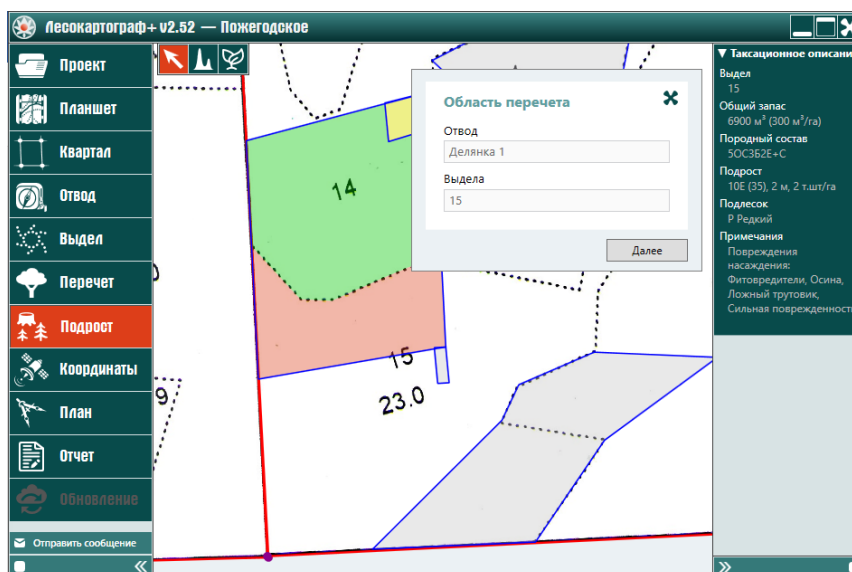 Лесокартограф+ v2.52 — Пожегодское
Проект
Планшет
Квартал
Отвод
Выдел
Перечет
Подрост
Координаты
План
Отчет
Обновление
Отправить сообщение
14
15
23.0
9
Область перечета
Отвод
Делянка 1
Выдела
15
Далее
▼ Таксационное описани
Выдел
15
Общий запас
6900 м³ (300 м³/га)
Породный состав
5ОС3Б2Е+С
Подрост
10Е (35), 2 м, 2 т.шт/га
Подлесок
Р Редкий
Примечания
Повреждения
насаждения:
Фитовредители, Осина,
Ложный трутовик,
Сильная поврежденност